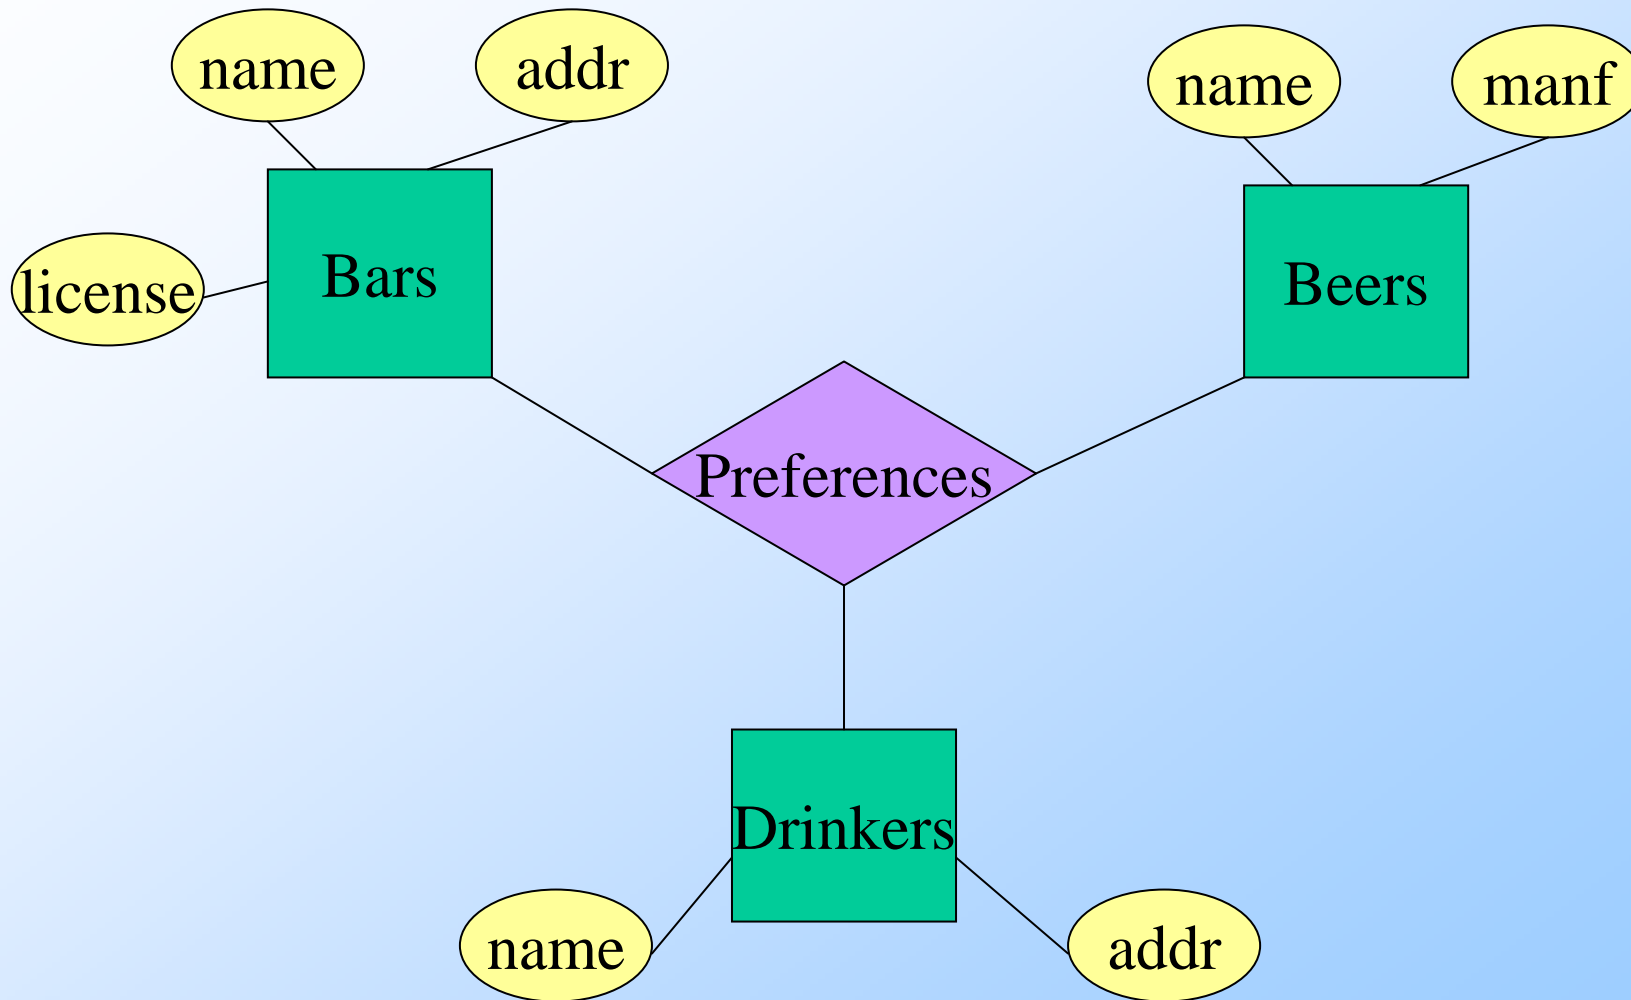 name
addr
name
manf
license
Bars
Beers
Preferences
Drinkers
name
addr